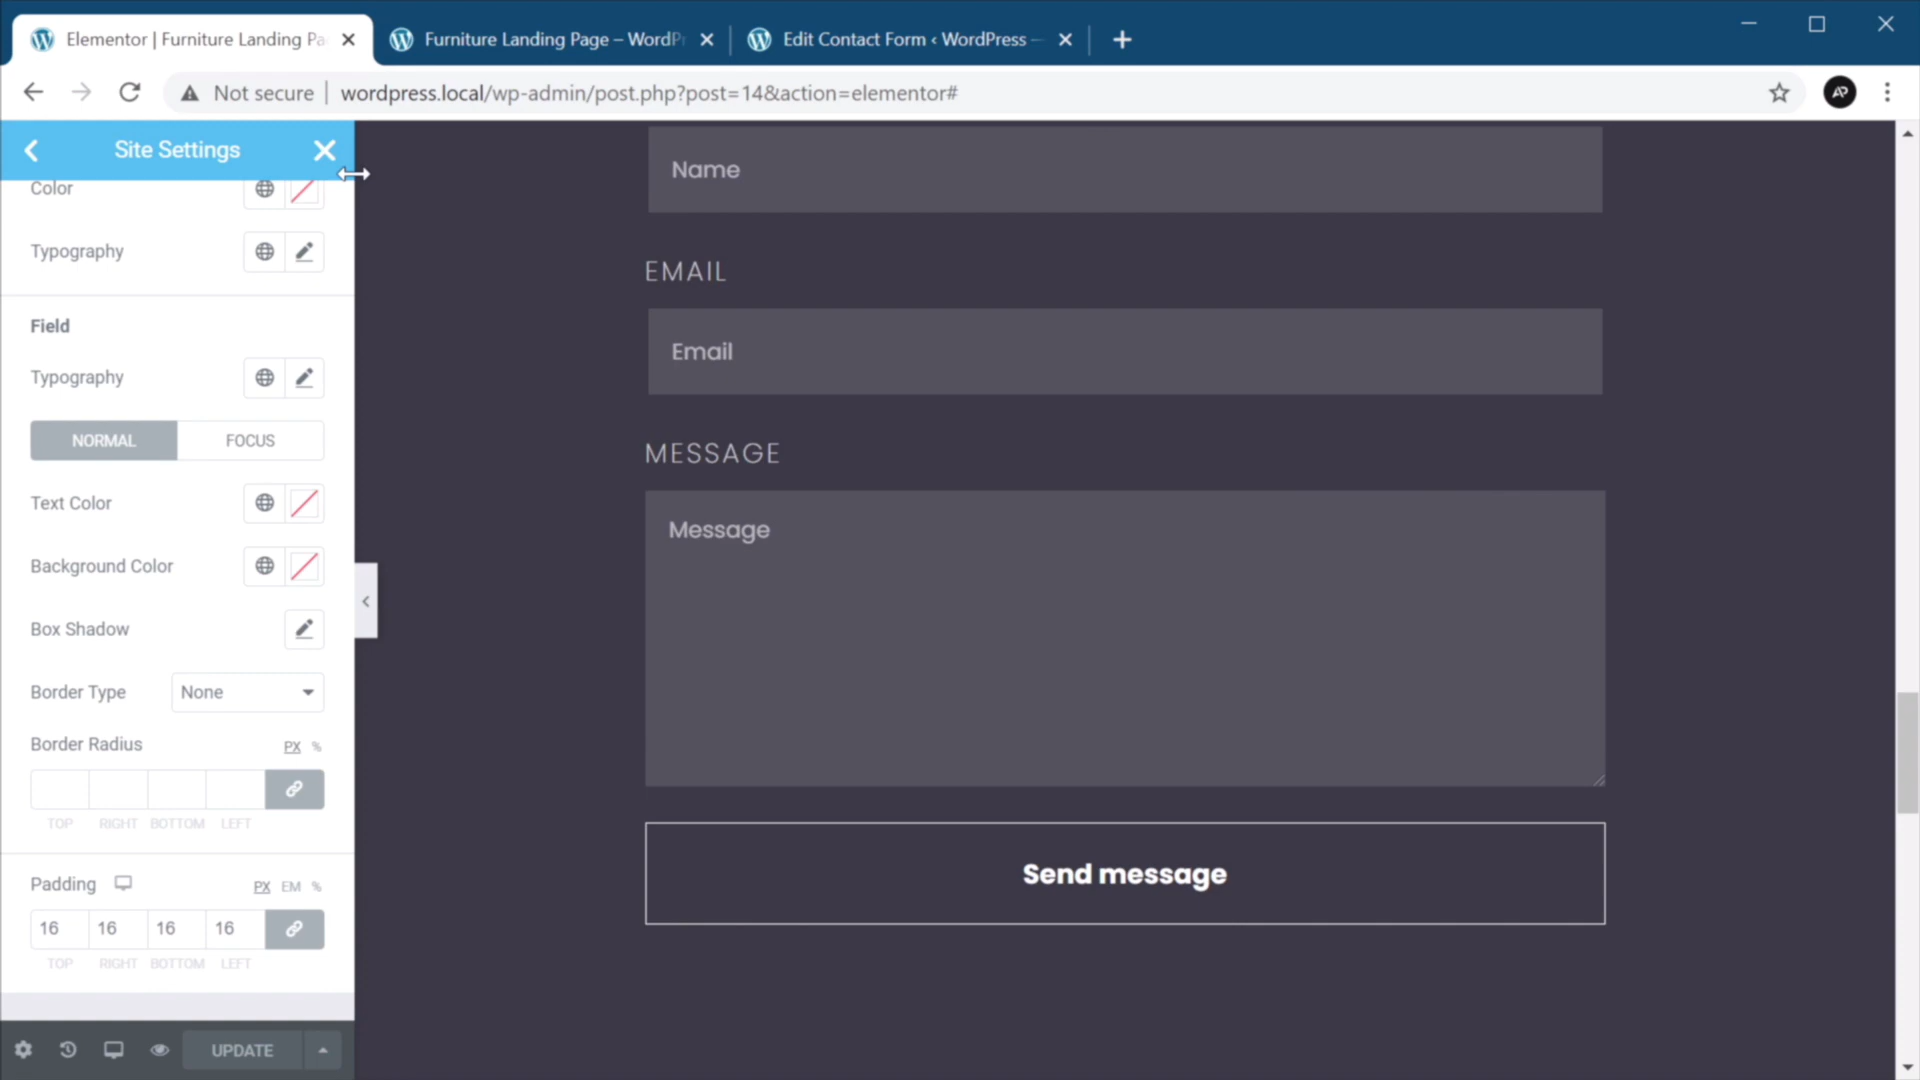 Elementor | Furniture Landing Pa
Furniture Landing Page – WordPr
Edit Contact Form ‹ WordPress —
Not secure
wordpress.local/wp-admin/post.php?post=14&action=elementor#
AP
Site Settings
Color
Typography
Field
Typography
NORMAL FOCUS
Text Color
Background Color
Box Shadow
Border Type None
Border Radius PX %
TOP RIGHT BOTTOM LEFT
Padding PX EM %
16 16 16 16
TOP RIGHT BOTTOM LEFT
UPDATE
Name
EMAIL
Email
MESSAGE
Message
Send message